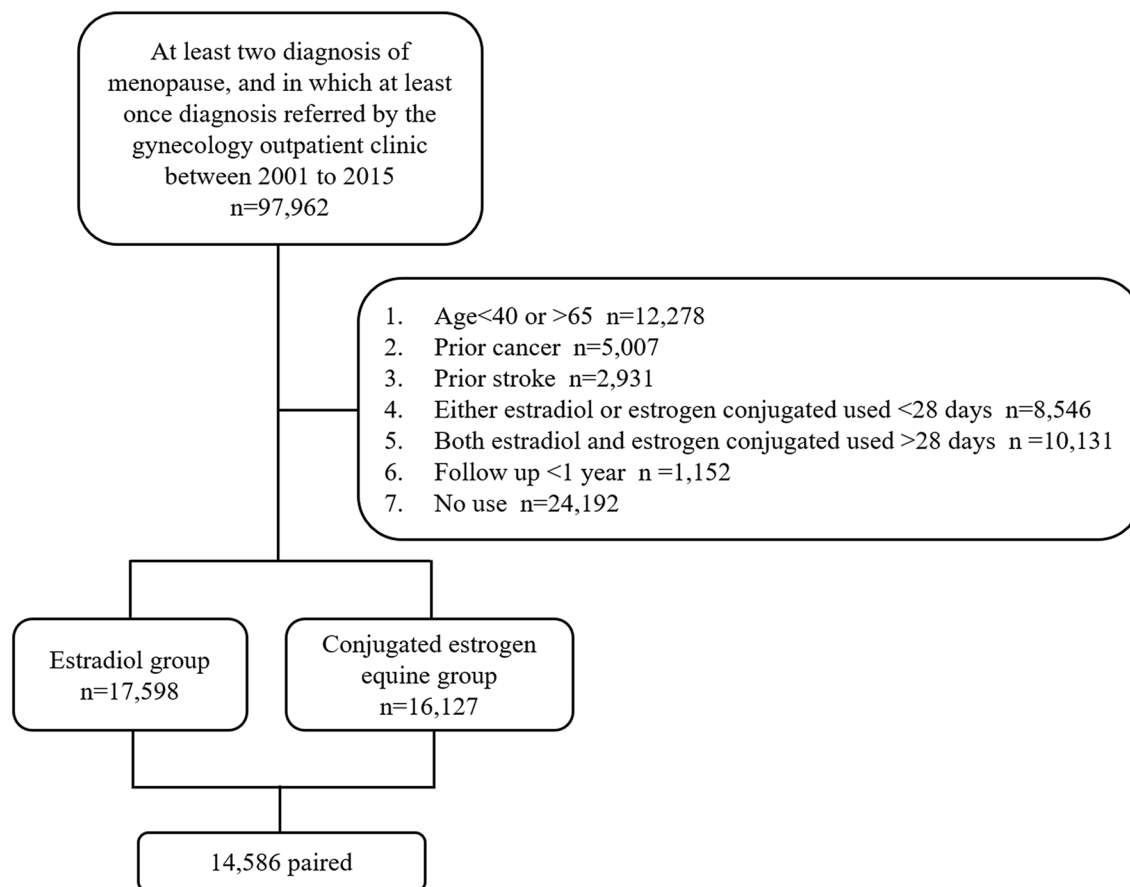 At least two diagnosis of
menopause, and in which at least
once diagnosis referred by the
gynecology outpatient clinic
between 2001 to 2015
n=97,962
1. Age<40 or >65 n=12,278
2. Prior cancer n=5,007
3. Prior stroke n=2,931
4. Either estradiol or estrogen conjugated used <28 days n=8,546
5. Both estradiol and estrogen conjugated used >28 days n =10,131
6. Follow up <1 year n =1,152
7. No use n=24,192
Estradiol group
n=17,598
Conjugated estrogen
equine group
n=16,127
14,586 paired